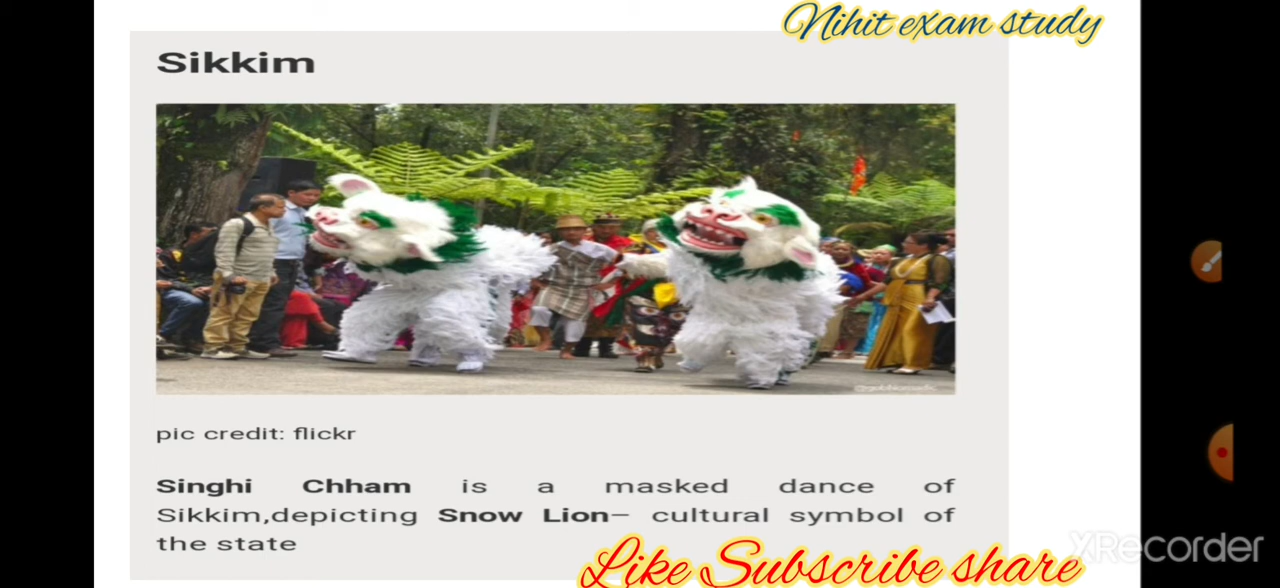 Nihit exam study
Sikkim
pic credit: flickr
Singhi Chham is a masked dance of
Sikkim,depicting Snow Lion– cultural symbol of
the state
Like Subscribe share
XRecorder